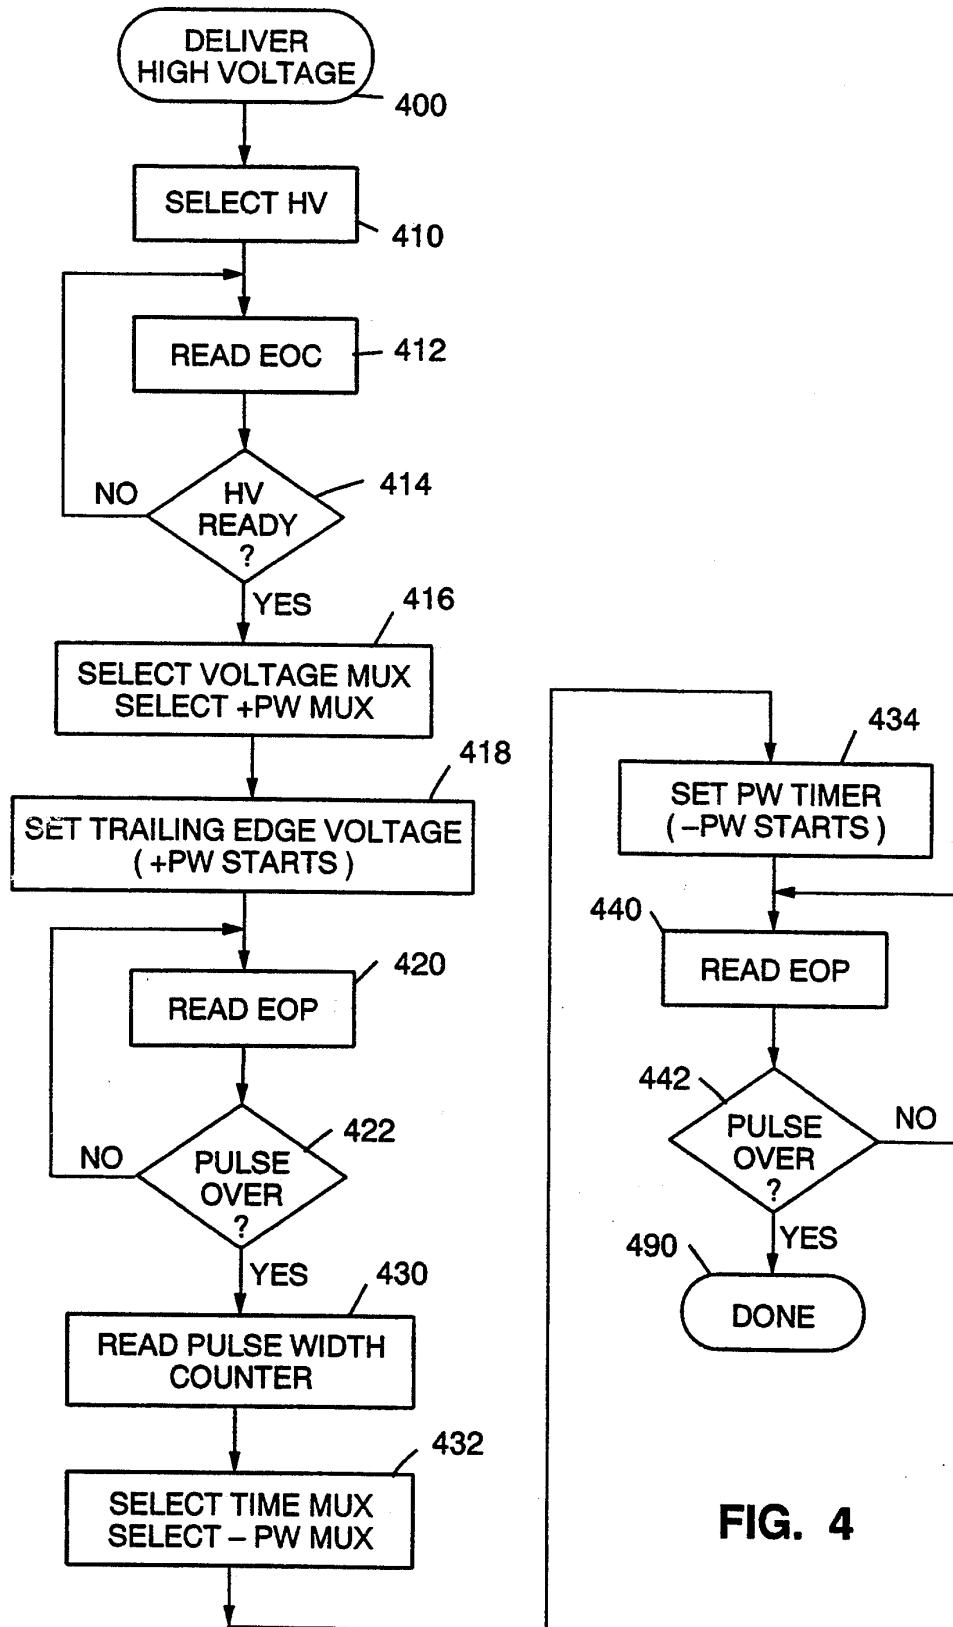 DELIVER
HIGH VOLTAGE
400
SELECT HV
410
READ EOC
412
HV
READY
?
414
NO
YES
416
SELECT VOLTAGE MUX
SELECT +PW MUX
418
SET TRAILING EDGE VOLTAGE
( +PW STARTS )
420
READ EOP
422
PULSE
OVER
?
NO
YES
430
READ PULSE WIDTH
COUNTER
432
SELECT TIME MUX
SELECT – PW MUX
434
SET PW TIMER
( –PW STARTS )
440
READ EOP
442
PULSE
OVER
?
NO
YES
490
DONE
FIG. 4